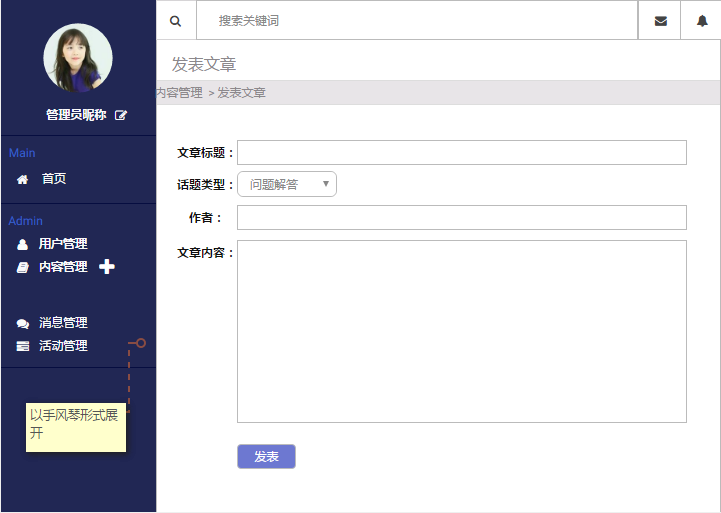 搜索关键词
发表文章
内容管理 > 发表文章
管理员昵称
Main
首页
Admin
用户管理
内容管理
消息管理
活动管理
以手风琴形式展
开
文章标题：
话题类型：
问题解答
作者：
文章内容：
发表